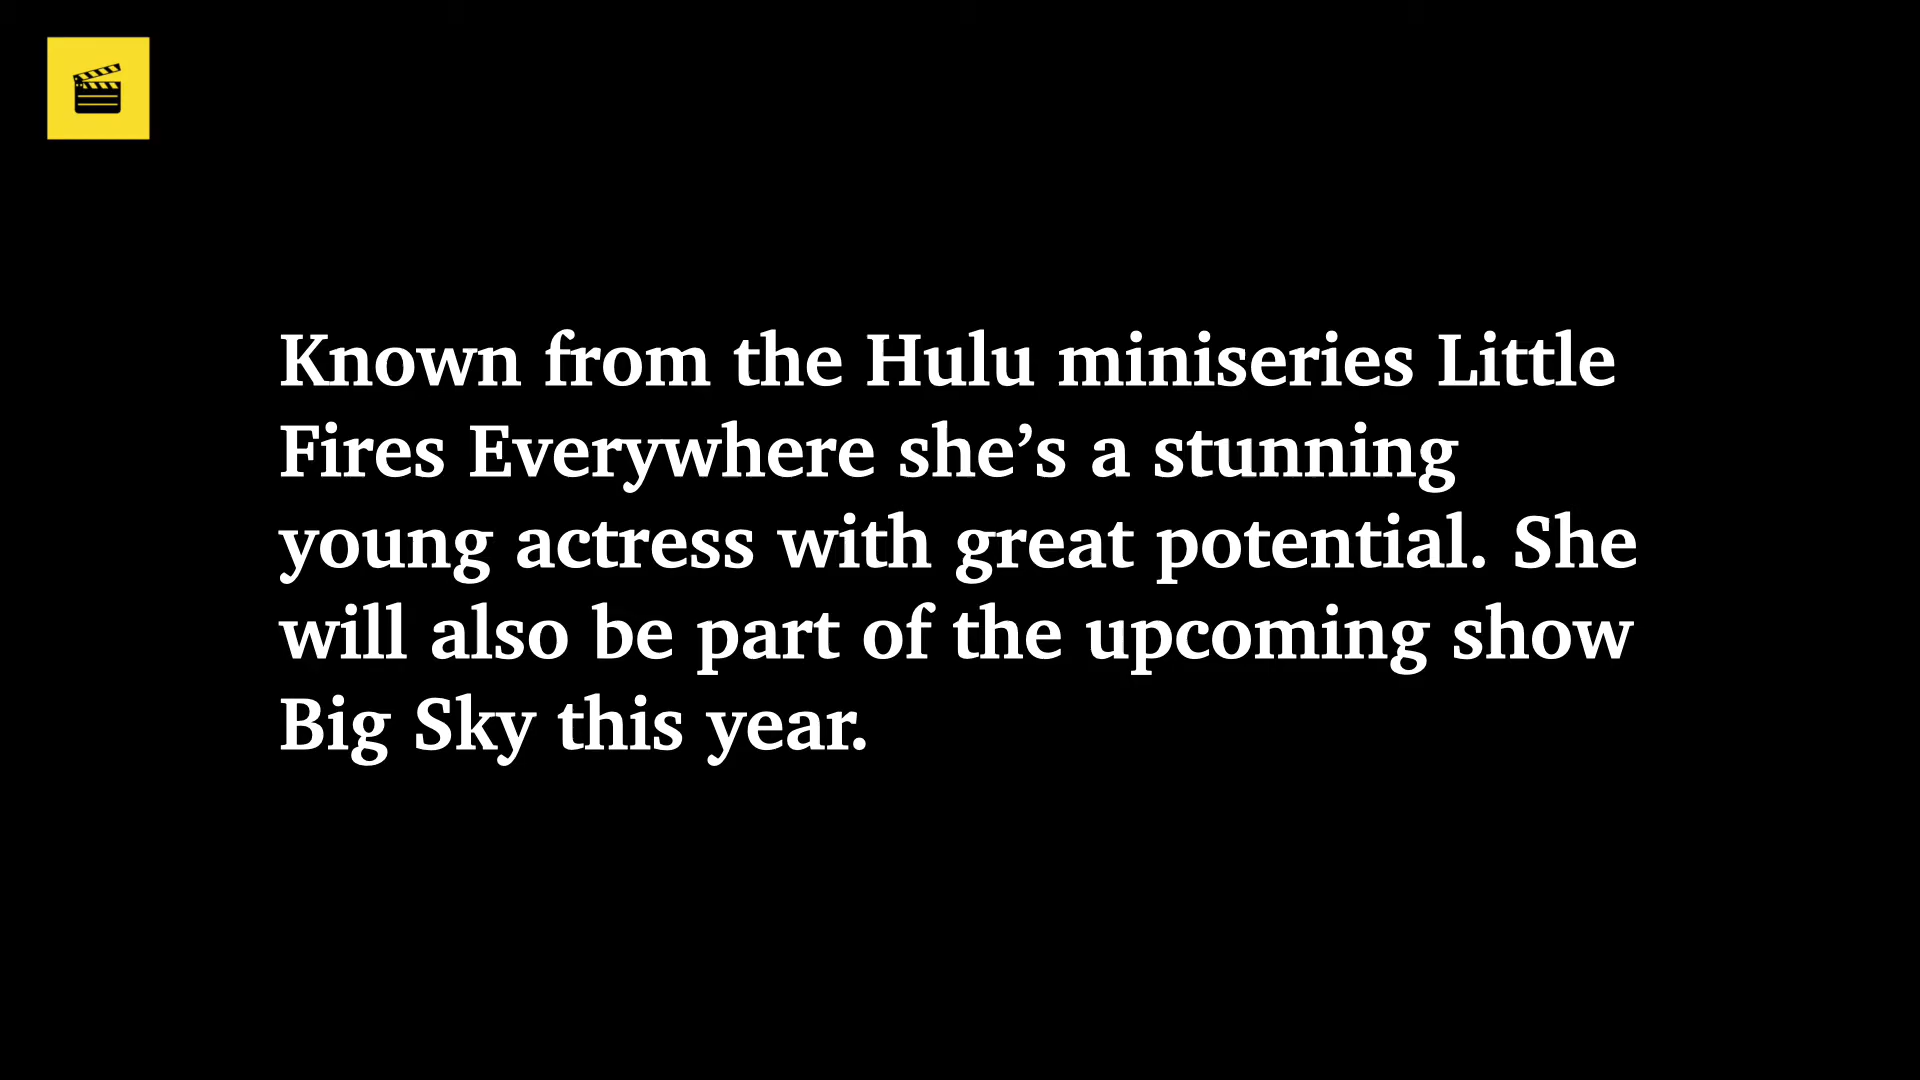 Known from the Hulu miniseries Little
Fires Everywhere she’s a stunning
young actress with great potential. She
will also be part of the upcoming show
Big Sky this year.